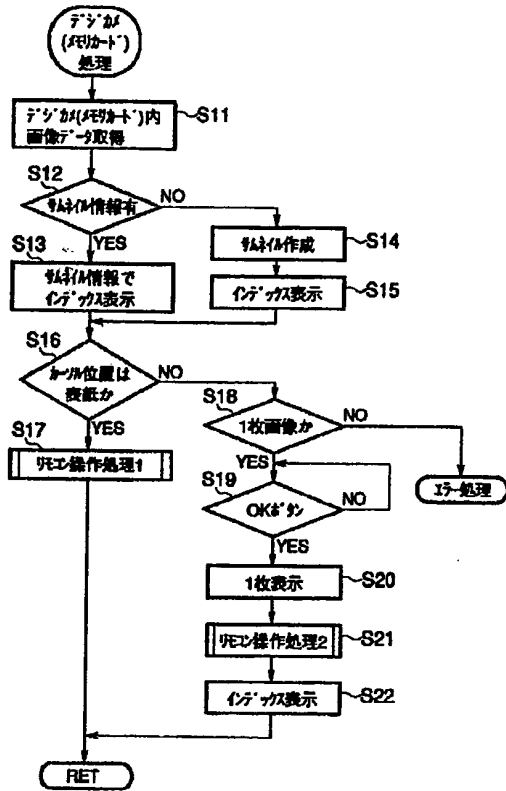 デジカメ
(メモリカード)
処理
デジカメ(メモリカード)内
画像データ取得
S11
S12
サムネイル情報有
NO
YES
S13
サムネイル情報で
インデックス表示
サムネイル作成
S14
インデックス表示
S15
S16
カーソル位置は
表紙か
NO
YES
S17
リモコン操作処理1
S18
1枚画像か
NO
YES
エラー処理
S19
OKボタン
NO
YES
1枚表示
S20
リモコン操作処理2
S21
インデックス表示
S22
RET